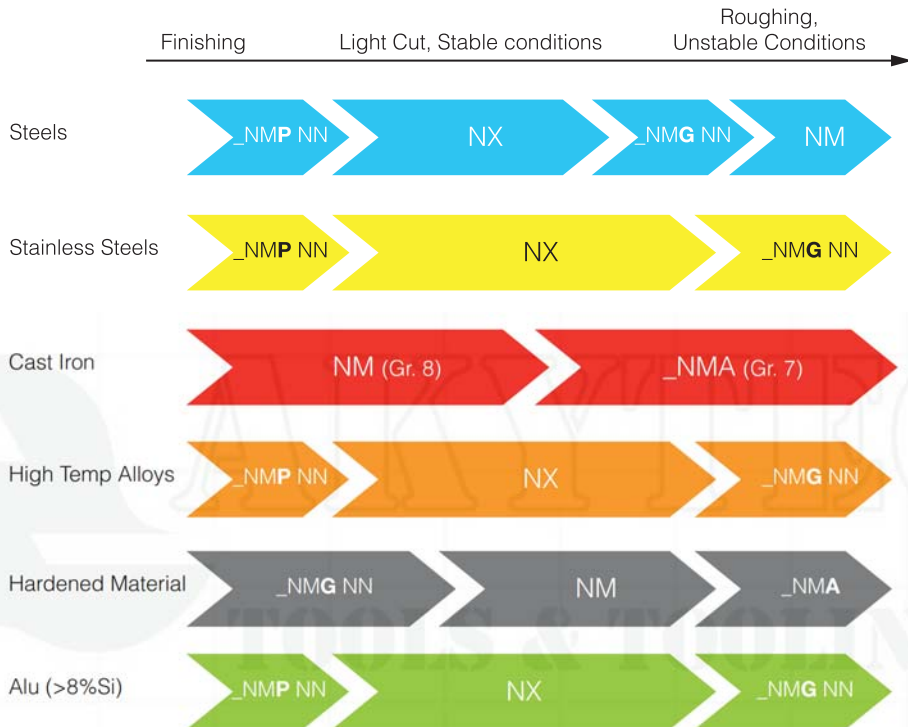 Finishing
Light Cut, Stable conditions
Roughing,
Unstable Conditions
Steels
_NMP NN
NX
_NMG NN
NM
Stainless Steels
_NMP NN
NX
_NMG NN
Cast Iron
NM (Gr. 8)
_NMA (Gr. 7)
High Temp Alloys
_NMP NN
NX
_NMG NN
Hardened Material
_NMG NN
NM
_NMA
Alu (>8%Si)
_NMP NN
NX
_NMG NN
TOOLS & TOOLIN